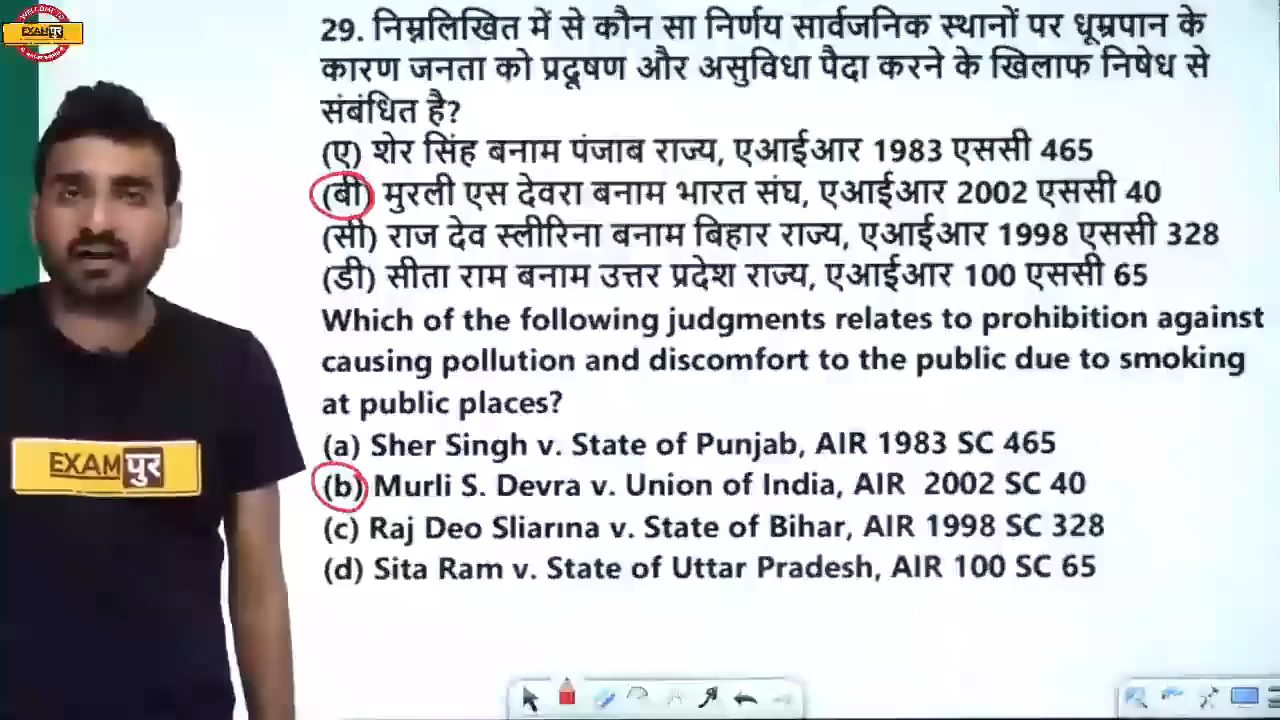 WELCOME TO
EXAMपुर
29. निम्नलिखित में से कौन सा निर्णय सार्वजनिक स्थानों पर धूम्रपान के
कारण जनता को प्रदूषण और असुविधा पैदा करने के खिलाफ निषेध से
संबंधित है?
(ए) शेर सिंह बनाम पंजाब राज्य, एआईआर 1983 एससी 465
(बी) मुरली एस देवरा बनाम भारत संघ, एआईआर 2002 एससी 40
(सी) राज देव स्लीरिना बनाम बिहार राज्य, एआईआर 1998 एससी 328
(डी) सीता राम बनाम उत्तर प्रदेश राज्य, एआईआर 100 एससी 65
Which of the following judgments relates to prohibition against
causing pollution and discomfort to the public due to smoking
at public places?
(a) Sher Singh v. State of Punjab, AIR 1983 SC 465
(b) Murli S. Devra v. Union of India, AIR 2002 SC 40
(c) Raj Deo Sliarına v. State of Bihar, AIR 1998 SC 328
(d) Sita Ram v. State of Uttar Pradesh, AIR 100 SC 65
EXAMपुर